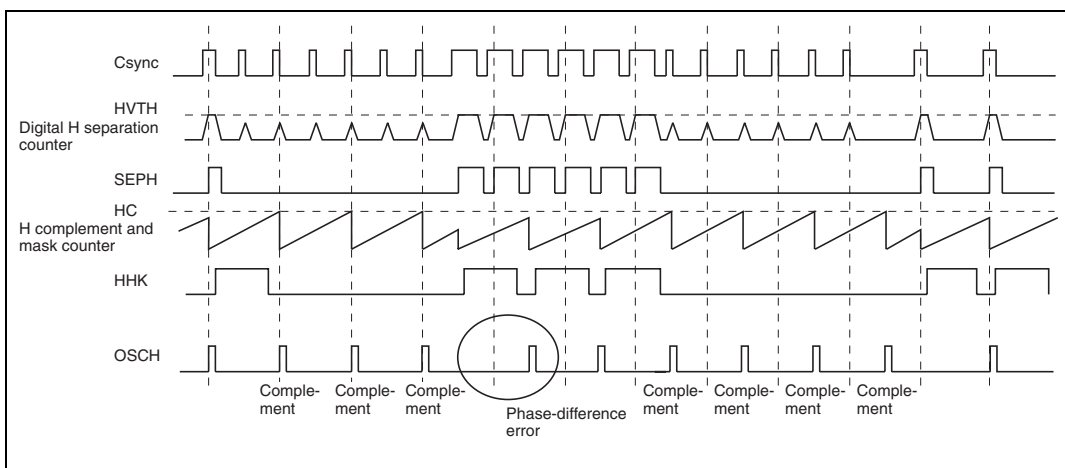 Csync
HVTH
Digital H separation
counter
SEPH
HC
H complement and
mask counter
HHK
OSCH
Comple-
ment
Comple-
ment
Comple-
ment
Phase-difference
error
Comple-
ment
Comple-
ment
Comple-
ment
Comple-
ment